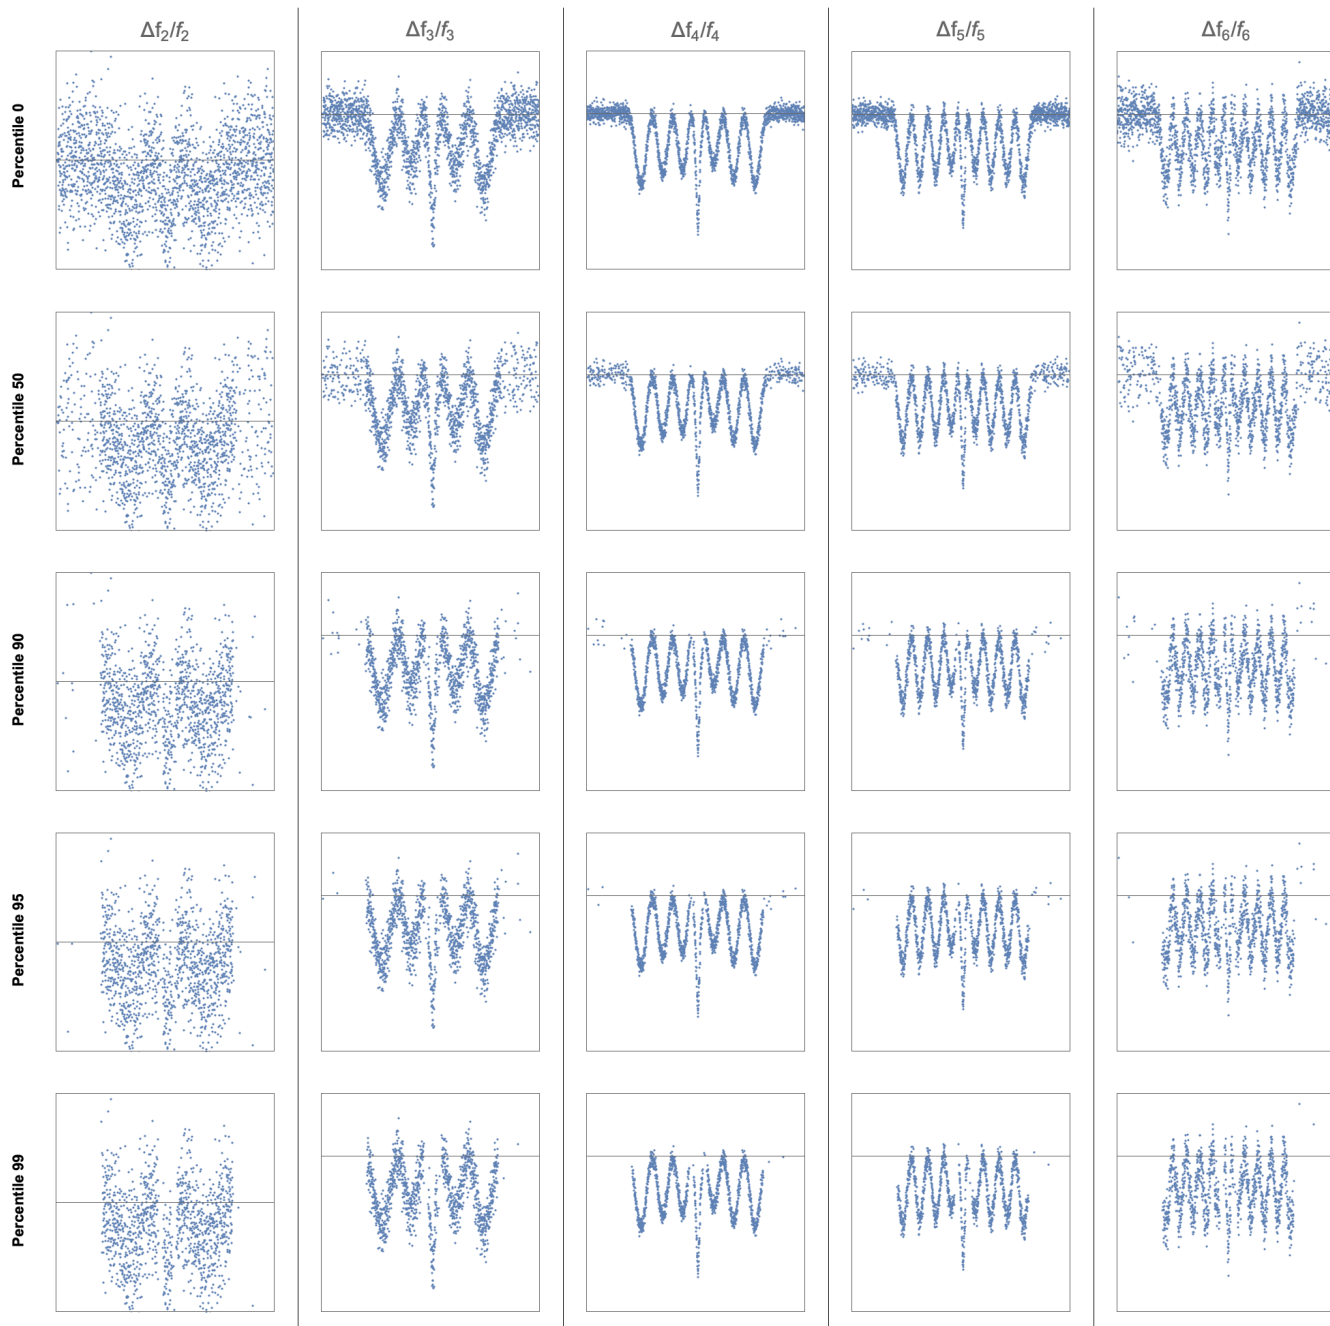 Δf₂/f₂ Δf₃/f₃ Δf₄/f₄ Δf₅/f₅ Δf₆/f₆
Percentile 0
Percentile 50
Percentile 90
Percentile 95
Percentile 99